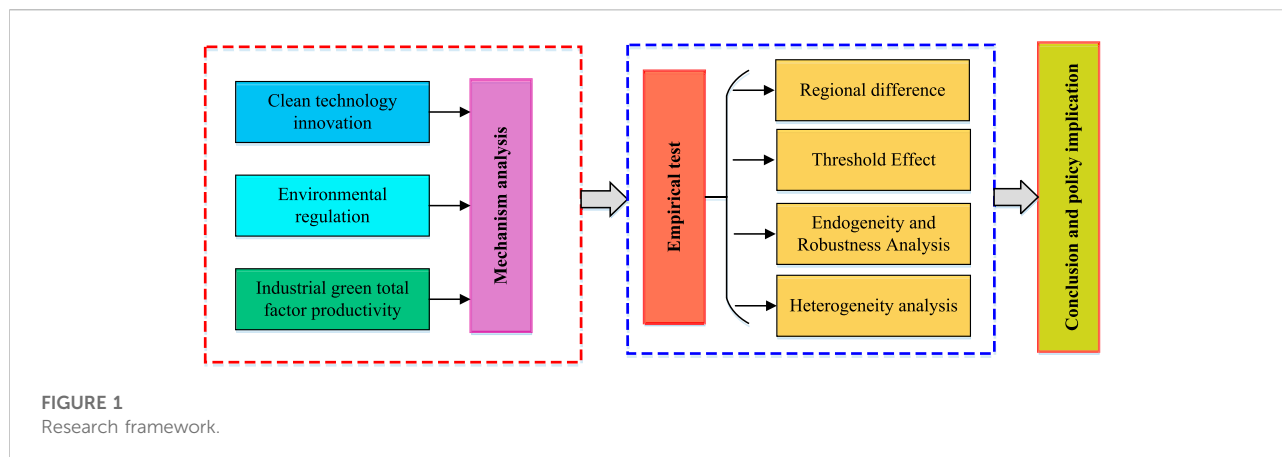 Clean technology
innovation
Environmental
regulation
Industrial green total
factor productivity
Mechanism analysis
Empirical test
Regional difference
Threshold Effect
Endogeneity and
Robustness Analysis
Heterogeneity analysis
Conclusion and policy implication
FIGURE 1
Research framework.